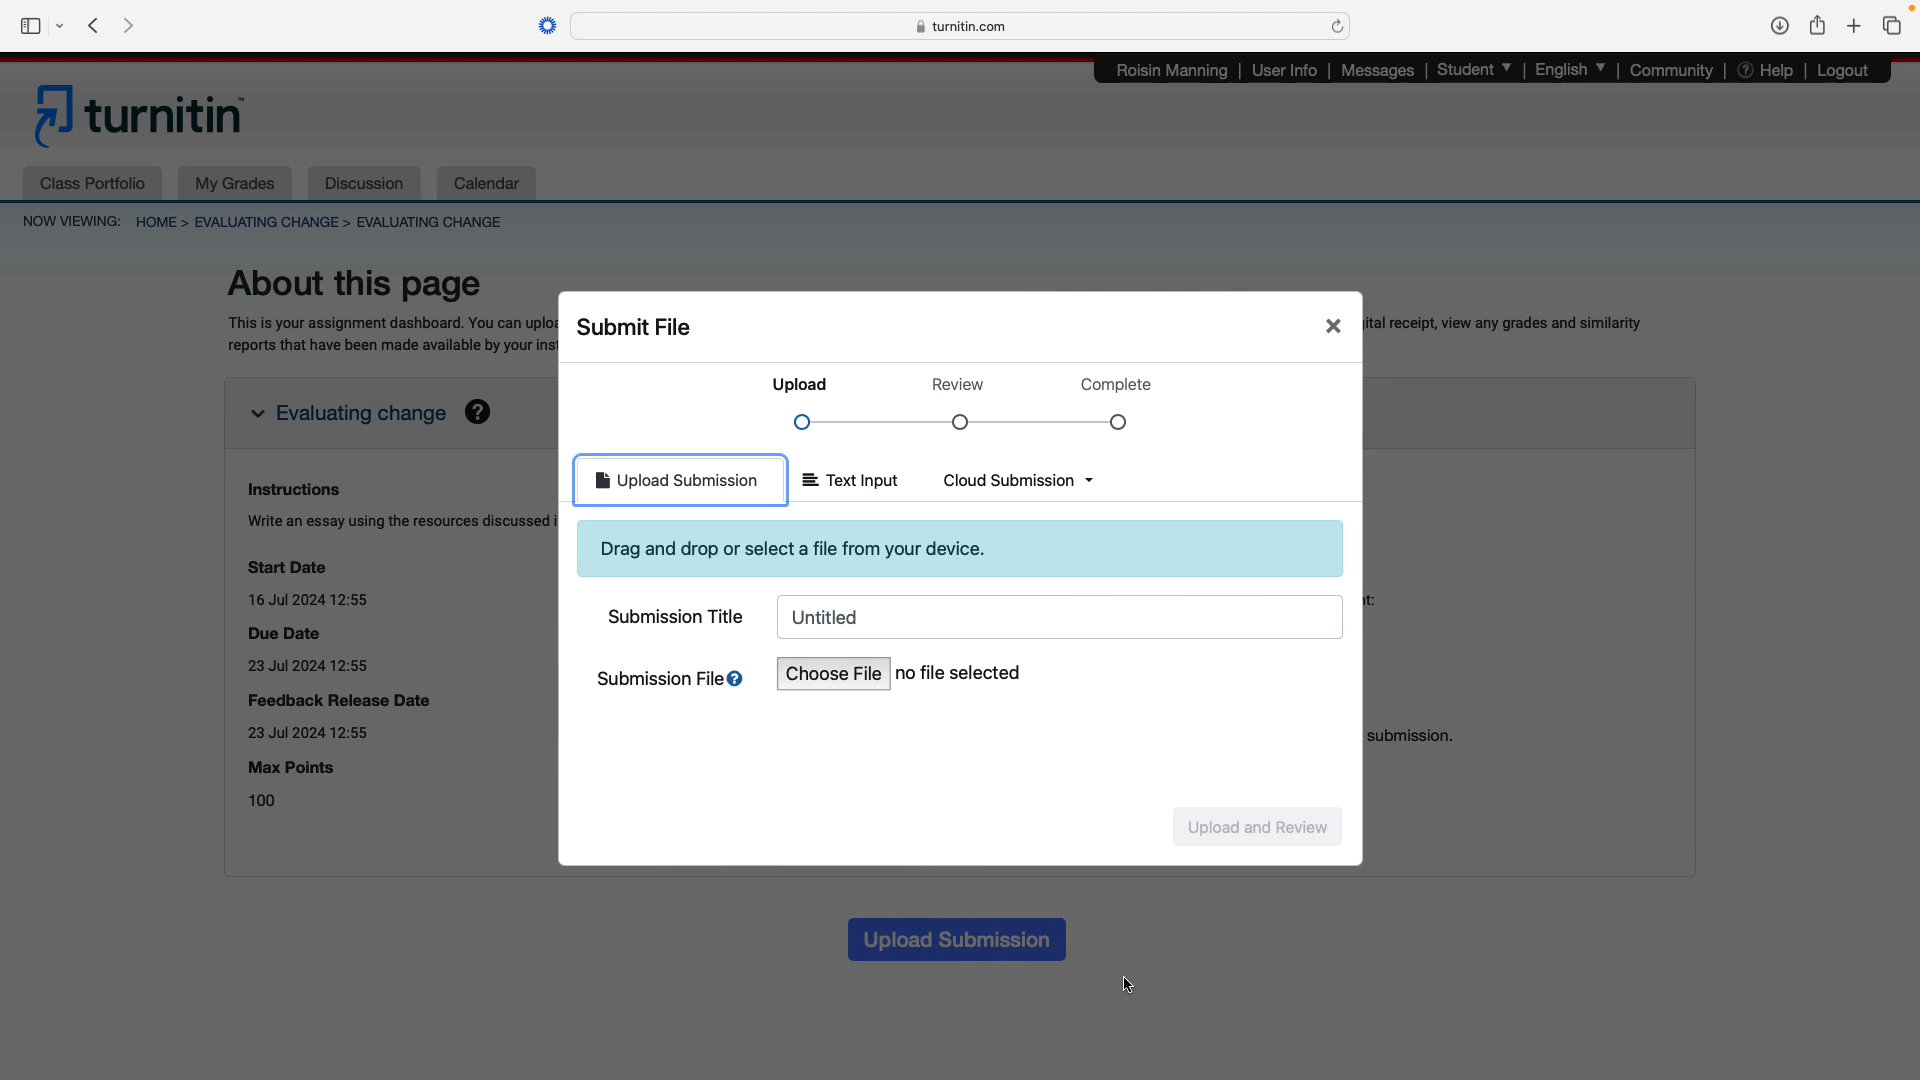 turnitin.com
Roisin Manning | User Info | Messages | Student ▼ | English ▼ | Community | ? Help | Logout
turnitin™
Class Portfolio My Grades Discussion Calendar
NOW VIEWING: HOME > EVALUATING CHANGE > EVALUATING CHANGE
About this page
This is your assignment dashboard. You can ital receipt, view any grades and similarity
reports that have been made available by your
Submit File
Upload Review Complete
Evaluating change ?
Upload Submission Text Input Cloud Submission
Instructions
Write an essay using the resources discussed
Drag and drop or select a file from your device.
Start Date
16 Jul 2024 12:55
Submission Title Untitled
Due Date
23 Jul 2024 12:55
Submission File ? Choose File no file selected
Feedback Release Date
23 Jul 2024 12:55
submission.
Max Points
100
Upload and Review
Upload Submission